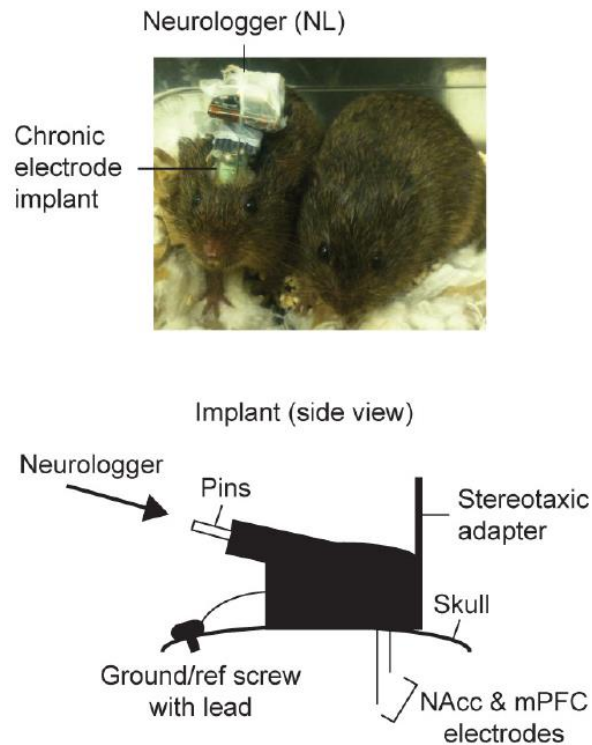 Neurologger (NL)
Chronic
electrode
implant
Implant (side view)
Neurologger
Pins
Stereotaxic
adapter
Skull
Ground/ref screw
with lead
NAcc & mPFC
electrodes